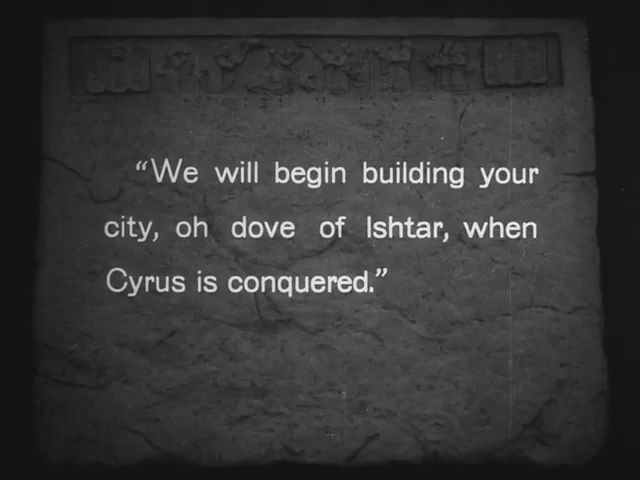 “We will begin building your
city, oh dove of Ishtar, when
Cyrus is conquered.”